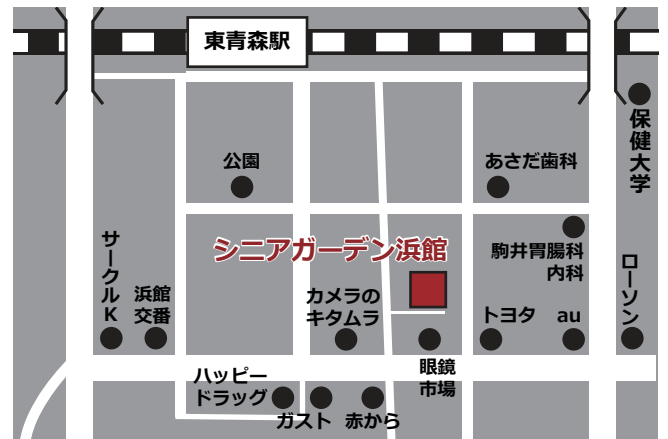 東青森駅
保健大学
公園
あさだ歯科
シニアガーデン浜館
駒井胃腸科
内科
サークルK
浜館
交番
カメラの
キタムラ
トヨタ
au
ローソン
眼鏡
市場
ハッピー
ドラッグ
ガスト
赤から